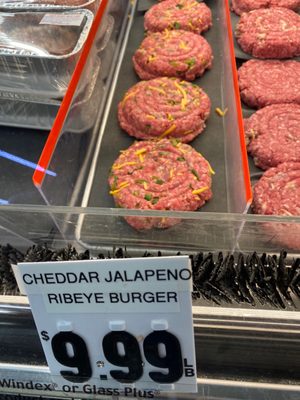 CHEDDAR JALAPENO
RIBEYE BURGER
$9.99 LB
Windex® or Glass Plus®